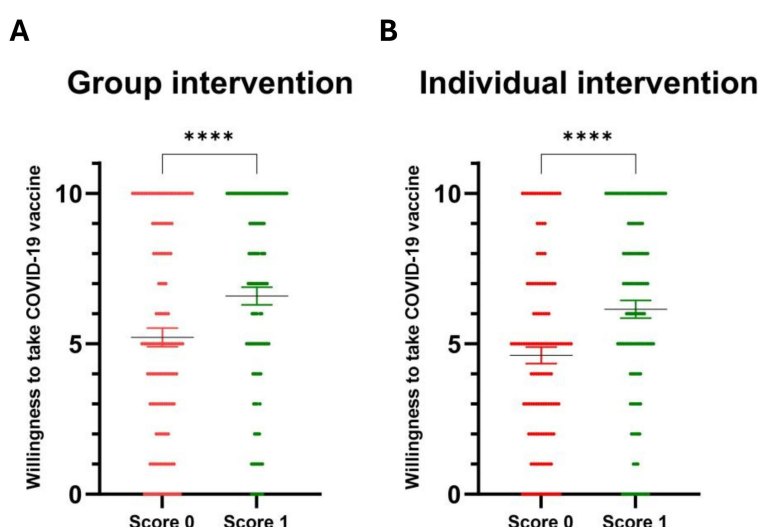 A
B
Group intervention
Individual intervention
****
****
Willingness to take COVID-19 vaccine
10
5
0
Score 0
Score 1
Willingness to take COVID-19 vaccine
10
5
0
Score 0
Score 1